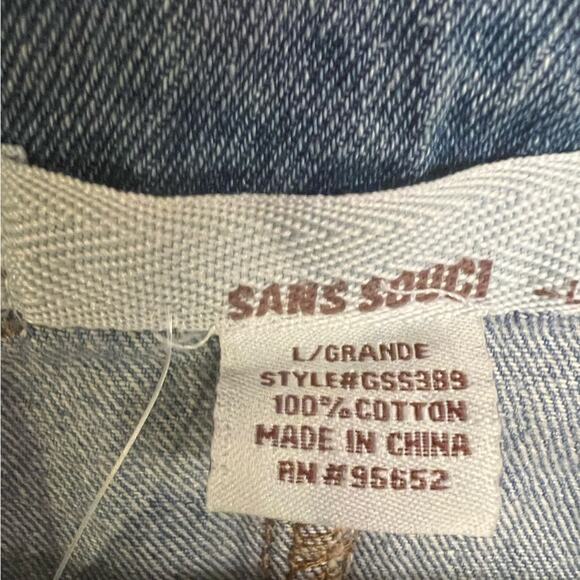 SANS SOUCI
L/GRANDE
STYLE#GSS389
100%COTTON
MADE IN CHINA
RN#95652